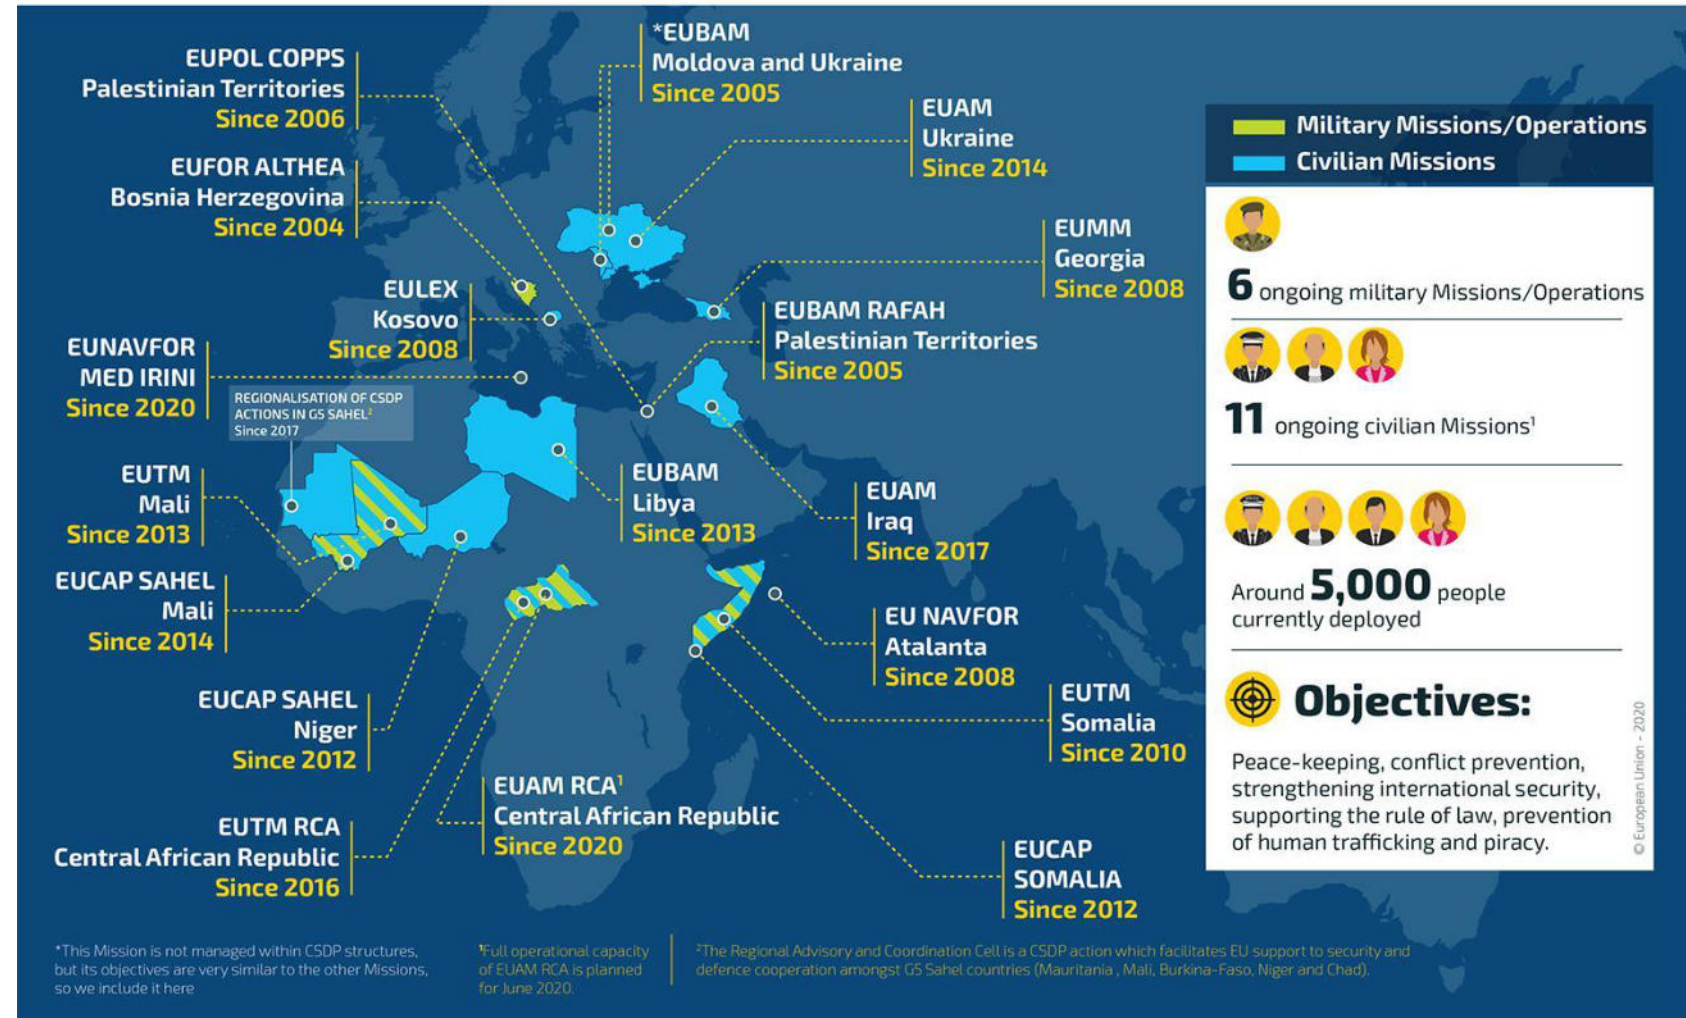 EUPOL COPPS
Palestinian Territories
Since 2006
EUFOR ALTHEA
Bosnia Herzegovina
Since 2004
EULEX
Kosovo
Since 2008
EUNAVFOR
MED IRINI
Since 2020
REGIONALISATION OF CSDP
ACTIONS IN G5 SAHEL²
Since 2017
EUTM
Mali
Since 2013
EUCAP SAHEL
Mali
Since 2014
EUCAP SAHEL
Niger
Since 2012
EUTM RCA
Central African Republic
Since 2016
*EUBAM
Moldova and Ukraine
Since 2005
EUAM
Ukraine
Since 2014
EUMM
Georgia
Since 2008
EUBAM RAFAH
Palestinian Territories
Since 2005
EUBAM
Libya
Since 2013
EUAM
Iraq
Since 2017
EU NAVFOR
Atalanta
Since 2008
EUTM
Somalia
Since 2010
EUAM RCA¹
Central African Republic
Since 2020
EUCAP
SOMALIA
Since 2012
Military Missions/Operations
Civilian Missions
6 ongoing military Missions/Operations
11 ongoing civilian Missions¹
Around 5,000 people
currently deployed
Objectives:
Peace-keeping, conflict prevention,
strengthening international security,
supporting the rule of law, prevention
of human trafficking and piracy.
© European Union - 2020
*This Mission is not managed within CSDP structures,
but its objectives are very similar to the other Missions,
so we include it here
¹Full operational capacity
of EUAM RCA is planned
for June 2020.
²The Regional Advisory and Coordination Cell is a CSDP action which facilitates EU support to security and
defence cooperation amongst G5 Sahel countries (Mauritania , Mali, Burkina-Faso, Niger and Chad).